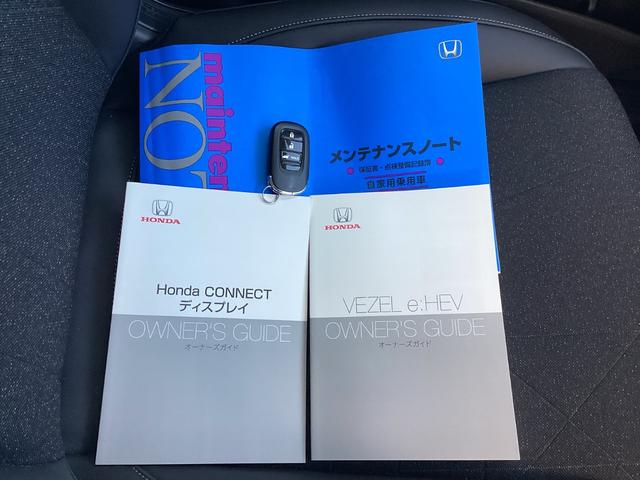 mainten
NOT
メンテナンスノート
保証書・点検整備記録簿
自家用乗用車
HONDA
Honda CONNECT
ディスプレイ
OWNER'S GUIDE
オーナーズガイド
HONDA
VEZEL e:HEV
OWNER'S GUIDE
オーナーズガイド